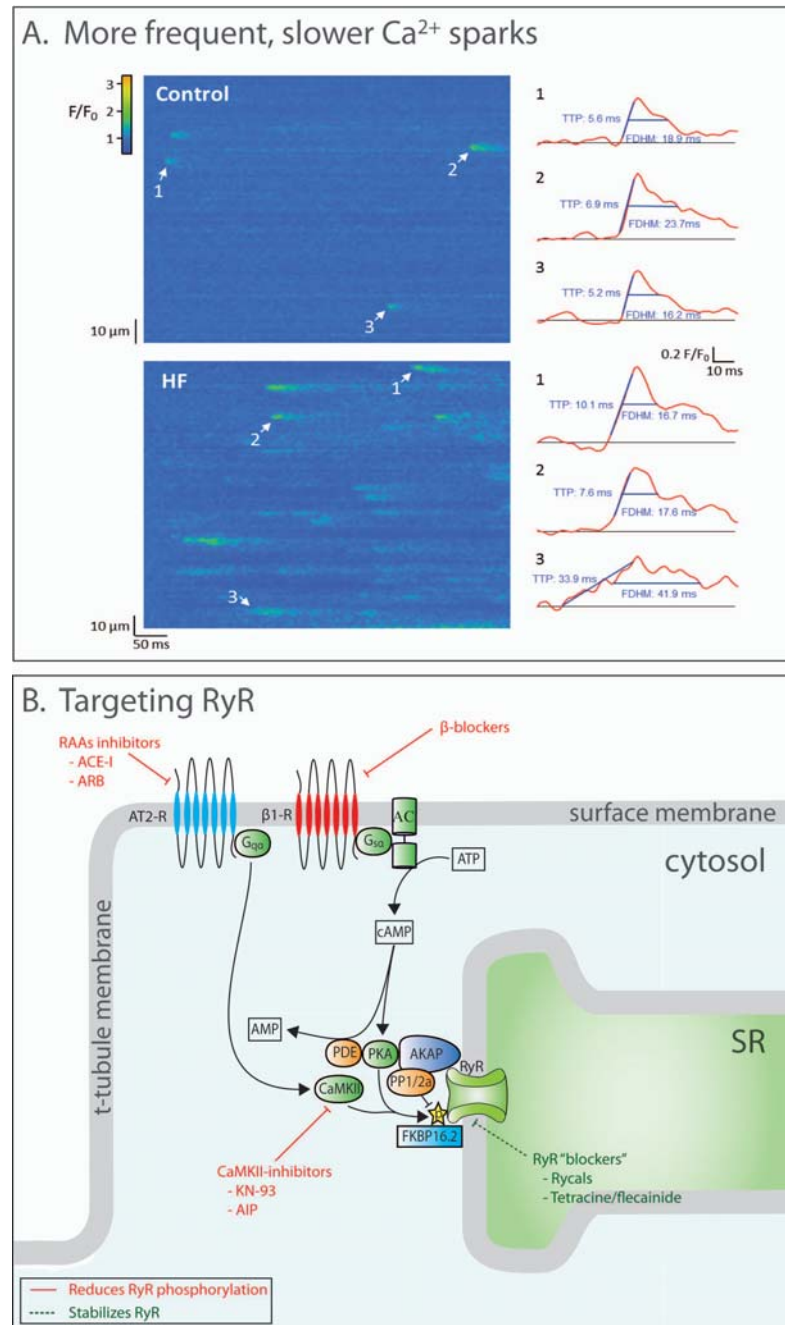 A. More frequent, slower Ca²⁺ sparks
F/F₀
3
2
1
Control
1
2
3
10 µm
1
TTP: 5.6 ms
FDHM: 18.9 ms
2
TTP: 6.9 ms
FDHM: 23.7ms
3
TTP: 5.2 ms
FDHM: 16.2 ms
0.2 F/F₀
10 ms
HF
1
2
3
10 µm
50 ms
1
TTP: 10.1 ms
FDHM: 16.7 ms
2
TTP: 7.6 ms
FDHM: 17.6 ms
3
TTP: 33.9 ms
FDHM: 41.9 ms
B. Targeting RyR
RAAs inhibitors
- ACE-I
- ARB
β-blockers
AT2-R
β1-R
AC
surface membrane
Gqα
Gsα
ATP
cytosol
t-tubule membrane
cAMP
AMP
PDE
PKA
AKAP
RyR
SR
CaMKII
PP1/2a
FKBP16.2
CaMKII-inhibitors
- KN-93
- AIP
RyR "blockers"
- Rycals
- Tetracine/flecainide
Reduces RyR phosphorylation
Stabilizes RyR